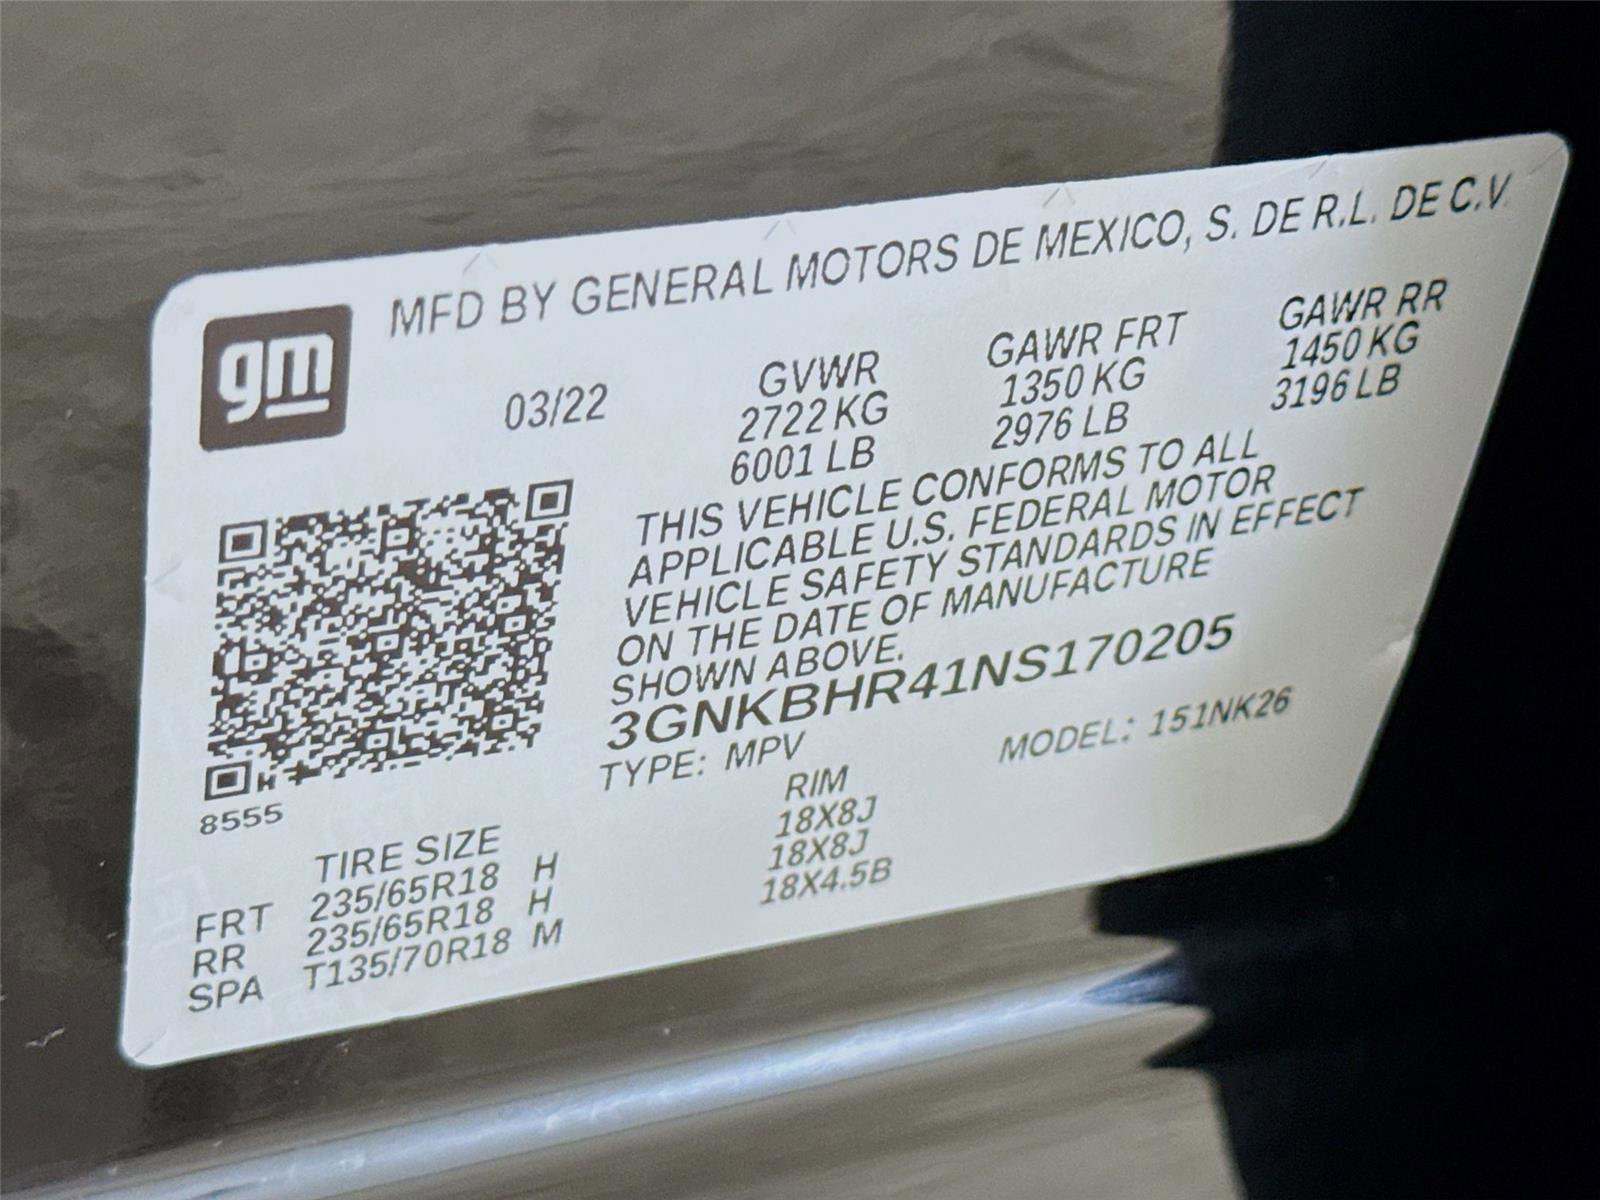 gm
MFD BY GENERAL MOTORS DE MEXICO, S. DE R.L. DE C.V.
03/22
GVWR
2722 KG
6001 LB
GAWR FRT
1350 KG
2976 LB
GAWR RR
1450 KG
3196 LB
THIS VEHICLE CONFORMS TO ALL
APPLICABLE U.S. FEDERAL MOTOR
VEHICLE SAFETY STANDARDS IN EFFECT
ON THE DATE OF MANUFACTURE
SHOWN ABOVE.
3GNKBHR41NS170205
TYPE: MPV MODEL: 151NK26
8555
TIRE SIZE RIM
FRT 235/65R18 H 18X8J
RR 235/65R18 H 18X8J
SPA T135/70R18 M 18X4.5B